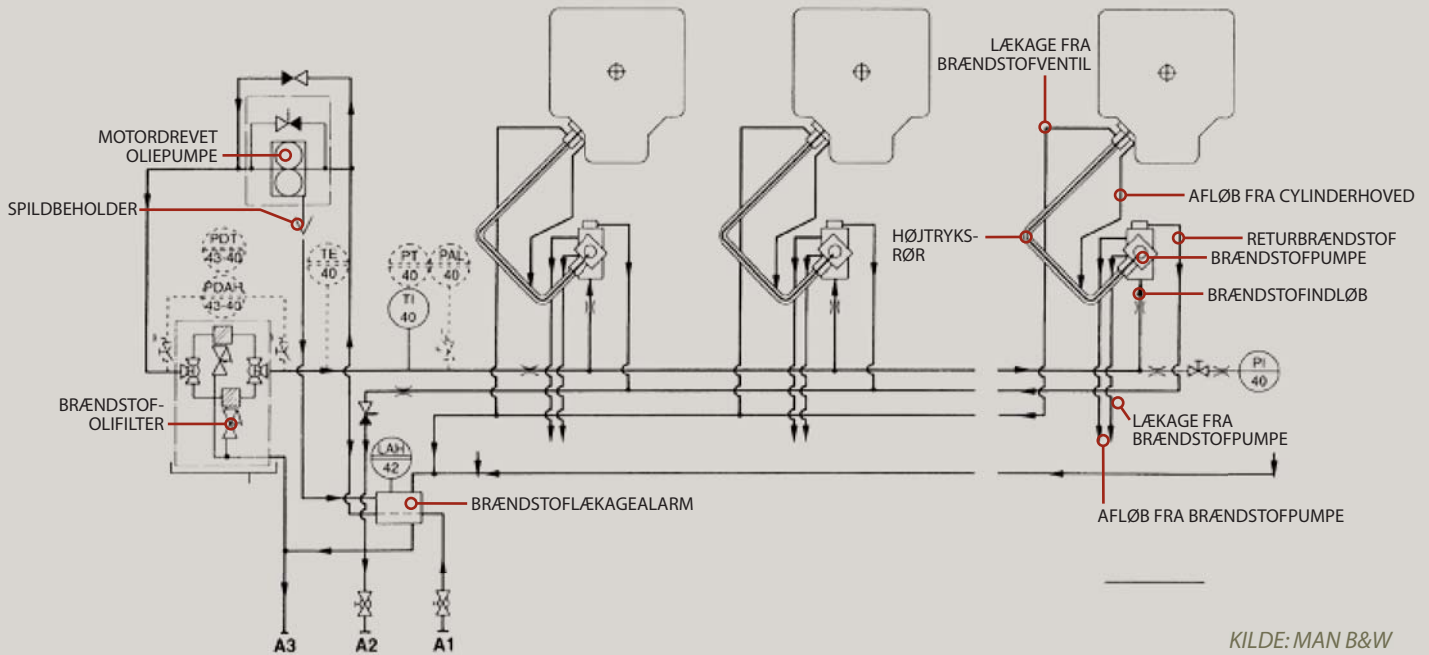 LÆKAGE FRA
BRÆNDSTOFVENTIL
MOTORDREVET
OLIEPUMPE
SPILDBEHOLDER
PDT
43-40
PDAH
43-40
TE
40
PT
40
PAL
40
TI
40
HØJTRYKS-
RØR
AFLØB FRA CYLINDERHOVED
RETURBRÆNDSTOF
BRÆNDSTOFPUMPE
BRÆNDSTOFINDLØB
PI
40
BRÆNDSTOF-
OLIFILTER
LÆKAGE FRA
BRÆNDSTOFPUMPE
LAH
42
BRÆNDSTOFLÆKAGEALARM
AFLØB FRA BRÆNDSTOFPUMPE
A3
A2
A1
KILDE: MAN B&W